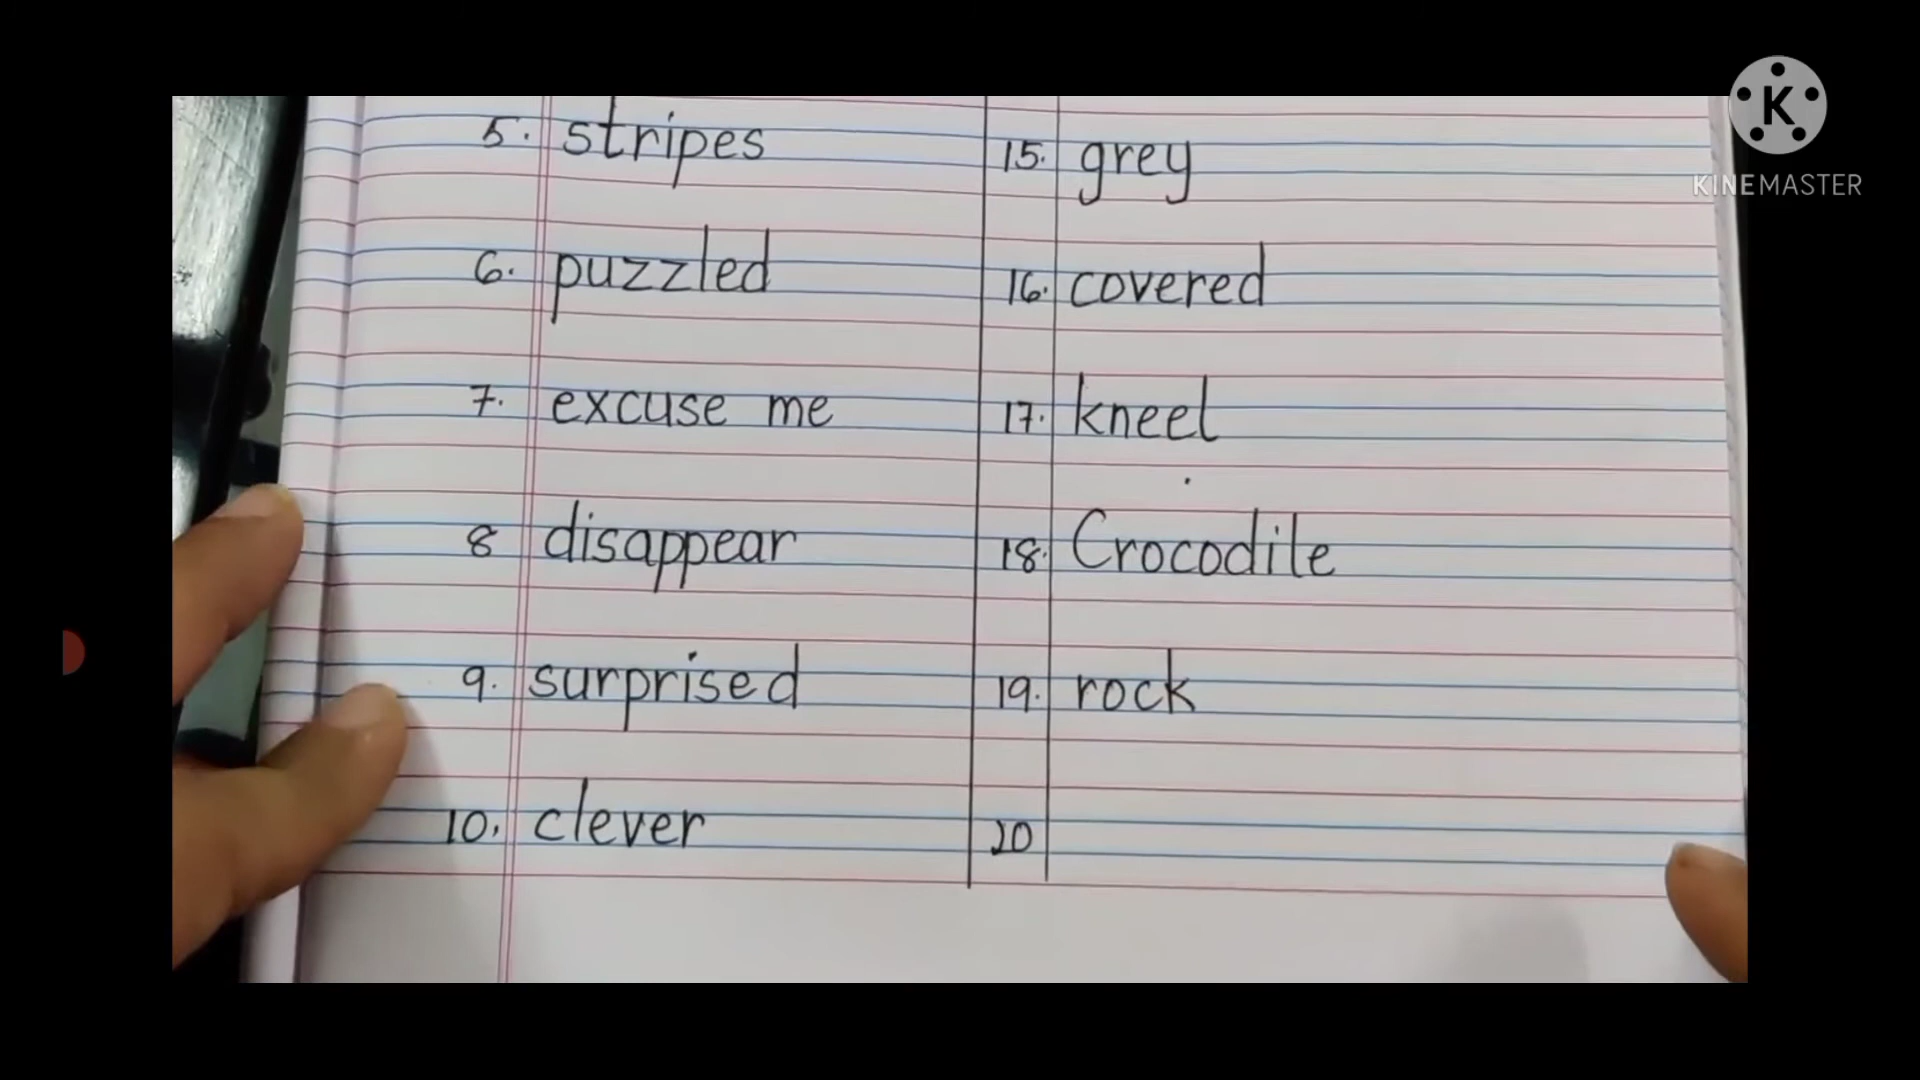 5. stripes
6. puzzled
7. excuse me
8 disappear
9. surprised
10. clever
15. grey
16. covered
17. kneel
18. Crocodile
19. rock
20
K
KINEMASTER